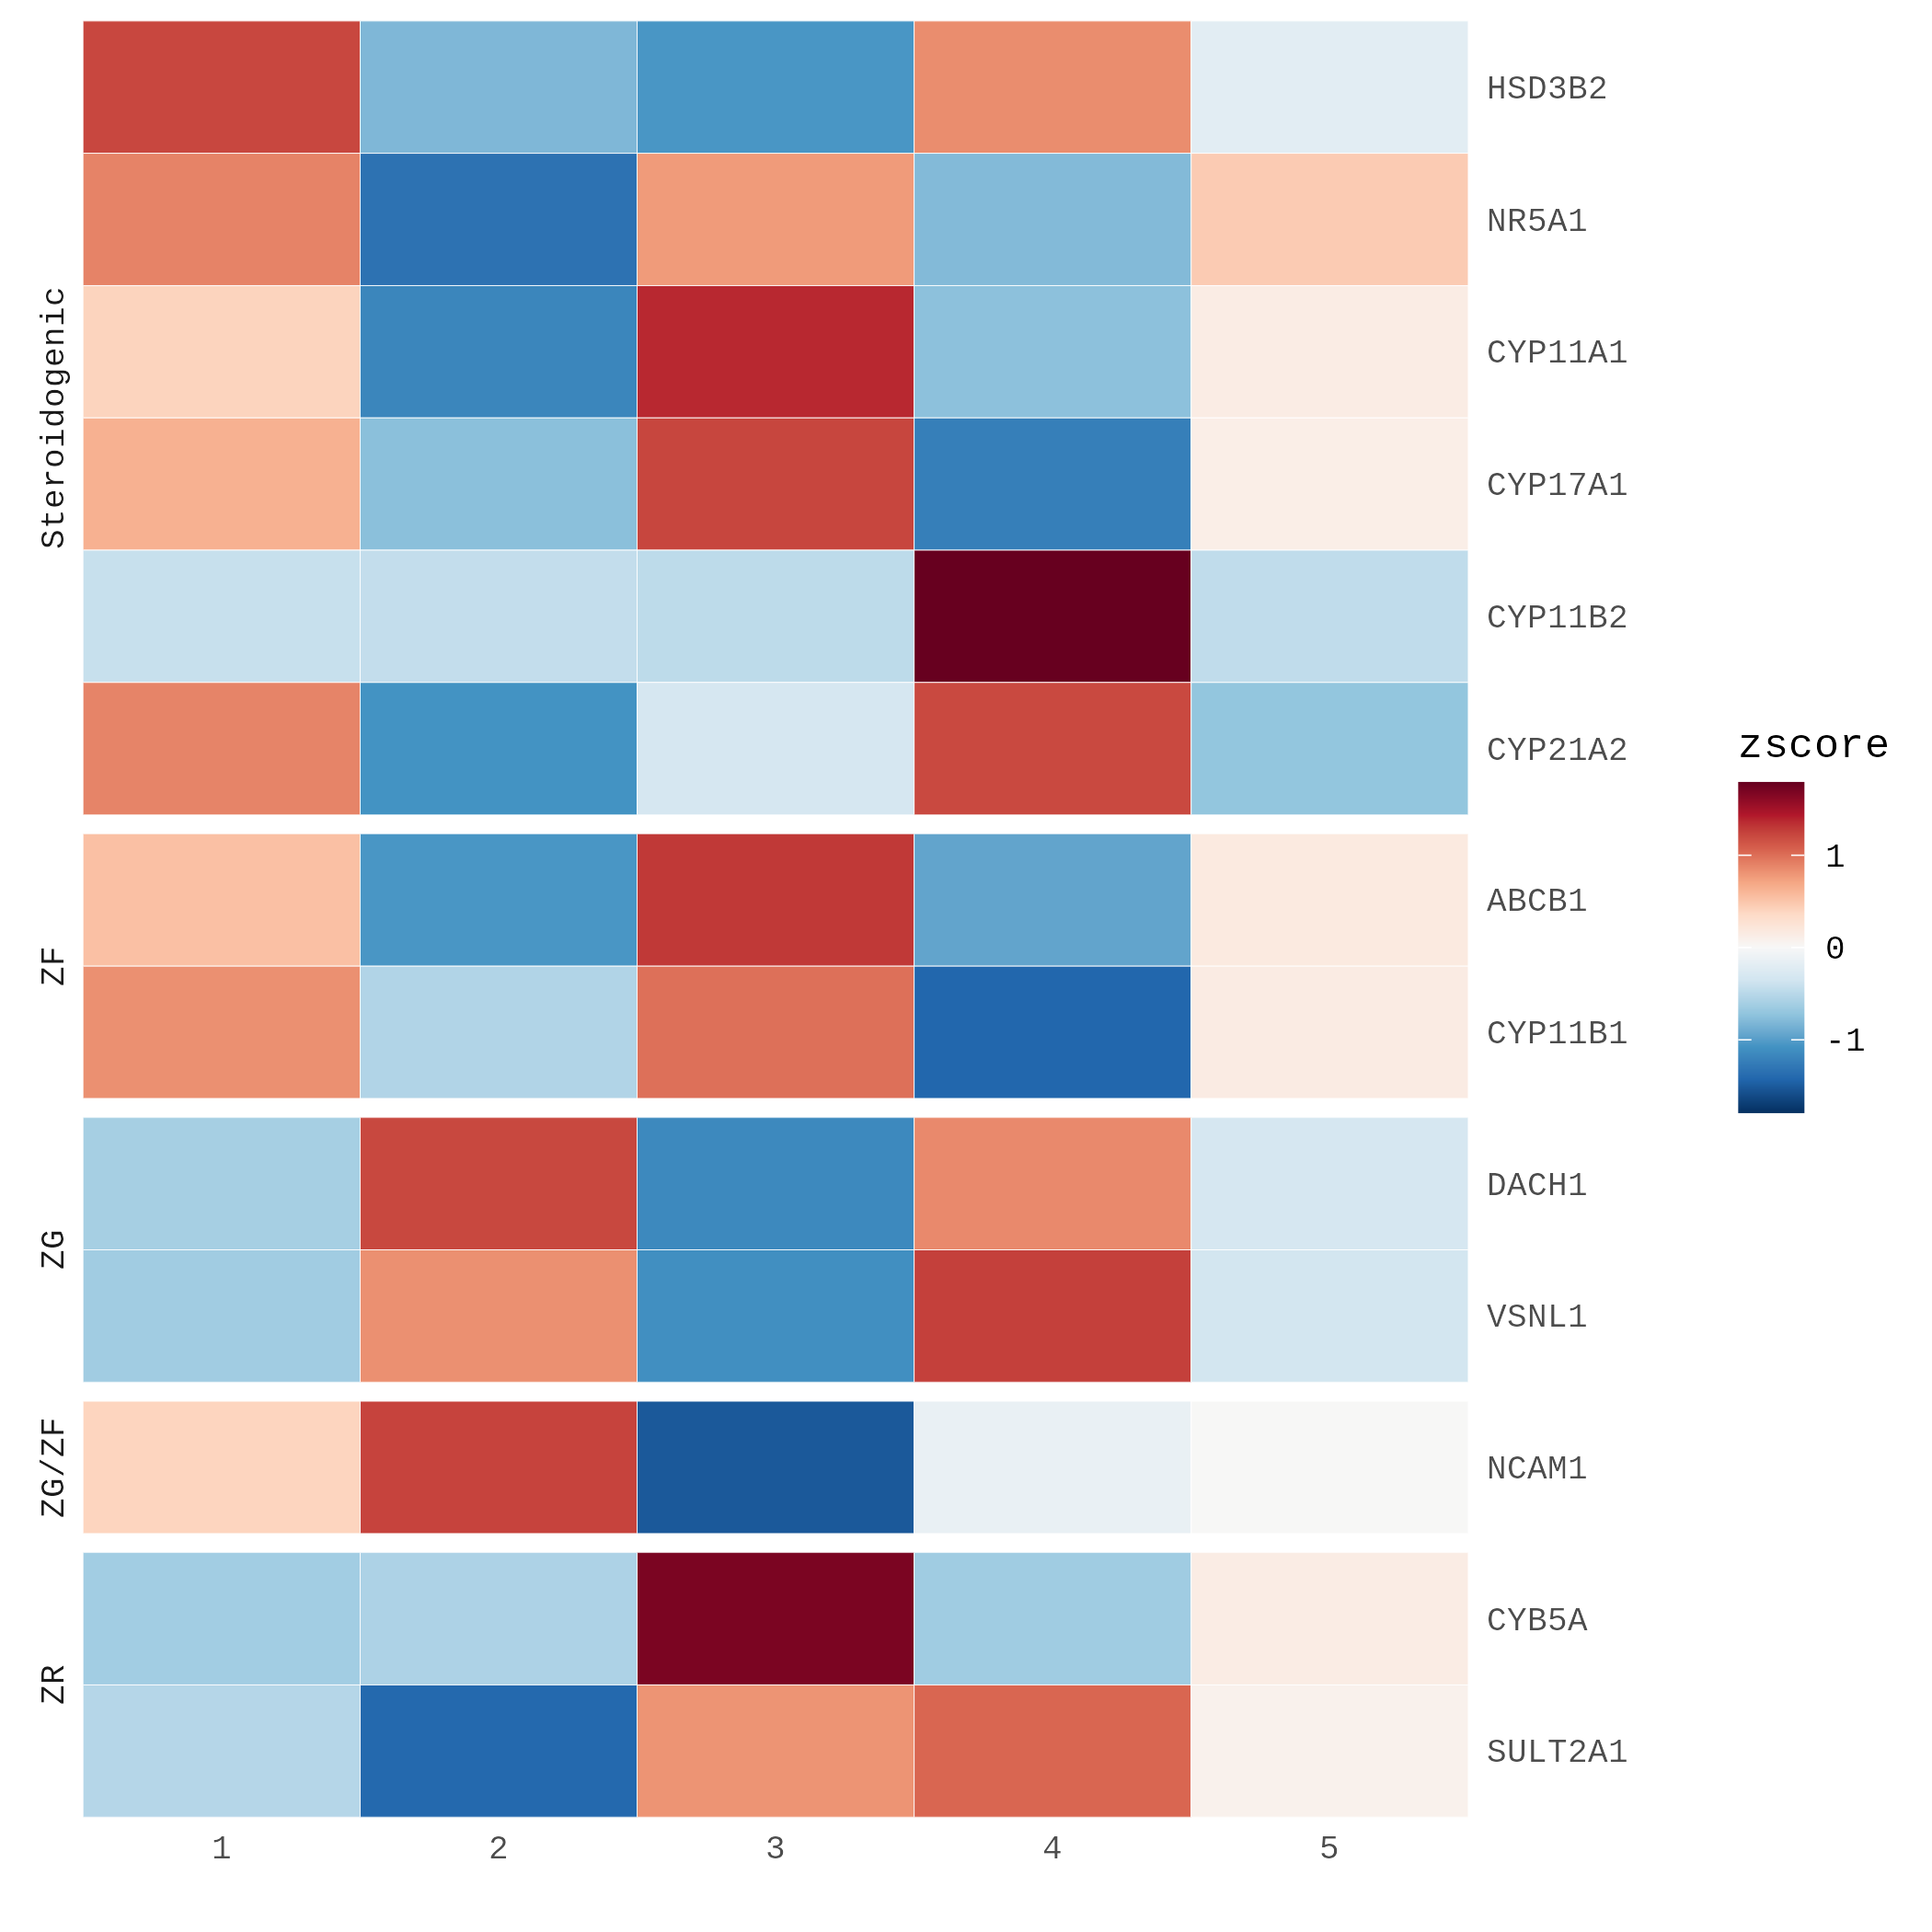 Steroidogenic
HSD3B2
NR5A1
CYP11A1
CYP17A1
CYP11B2
CYP21A2
ZF
ABCB1
CYP11B1
ZG
DACH1
VSNL1
ZG/ZF
NCAM1
ZR
CYB5A
SULT2A1
1 2 3 4 5
zscore
1
0
-1